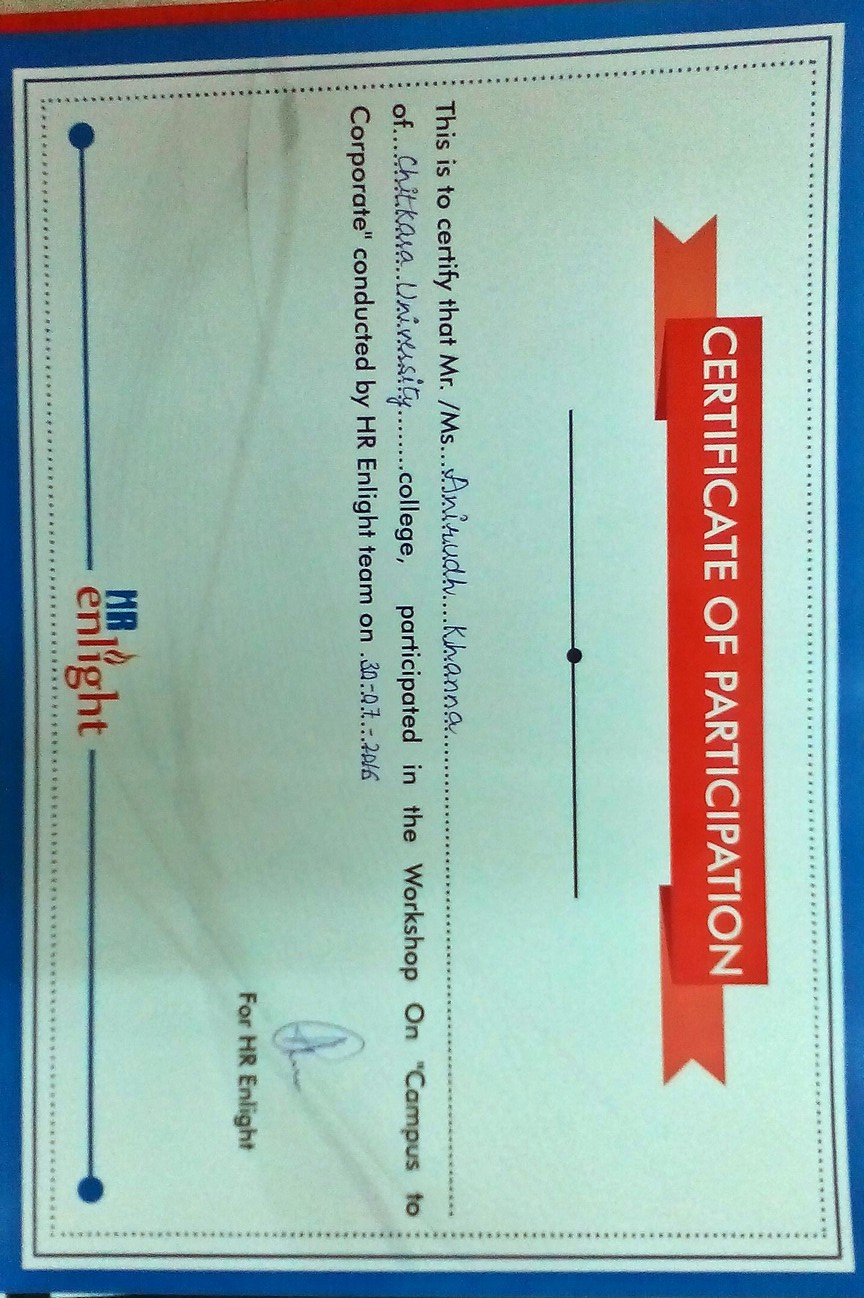 CERTIFICATE OF PARTICIPATION
This is to certify that Mr. /Ms....Anirudh....Khanna..........................................................
of......Chitkara..University.........college, participated in the Workshop On "Campus to
Corporate" conducted by HR Enlight team on ..30-07-2016
For HR Enlight
HR
enlight